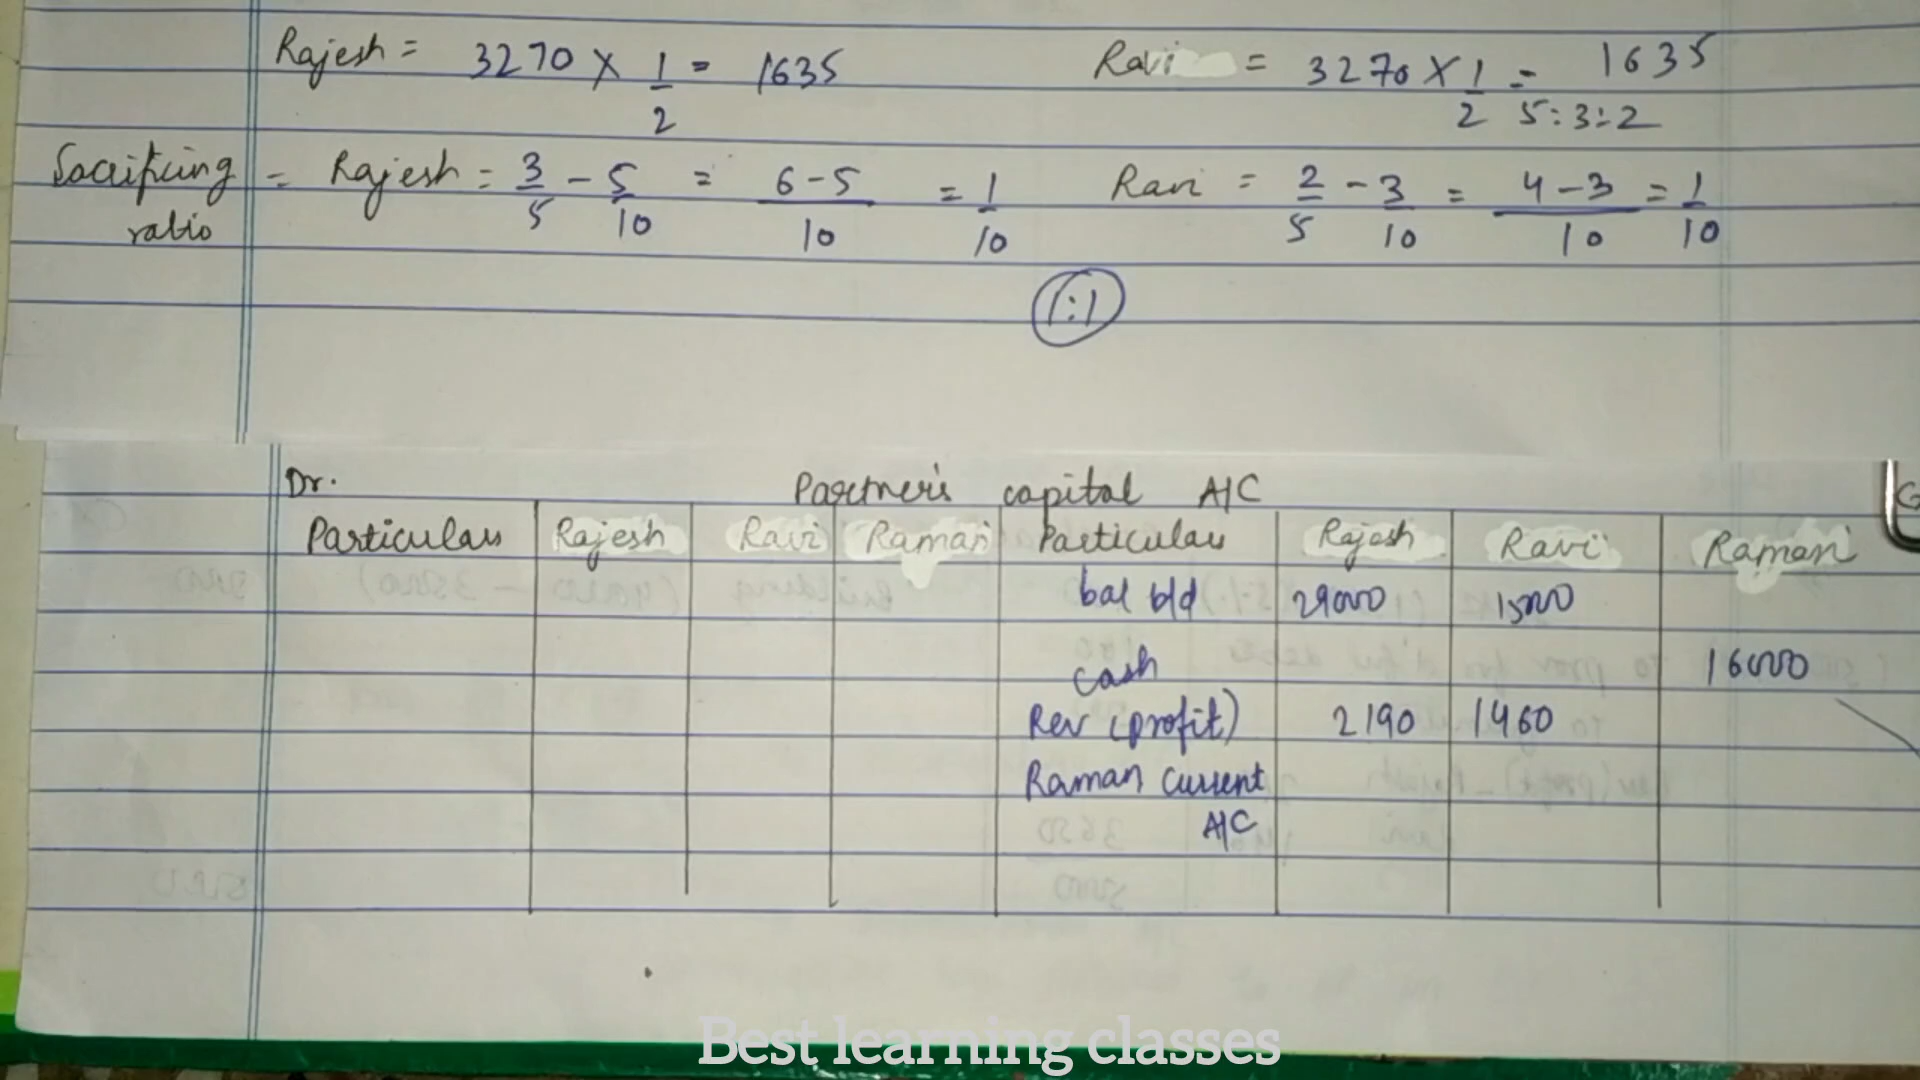 Rajesh = 3270 × 1/2 = 1635 Ravi = 3270 × 1/2 = 1635
5:3:2
Sacrificing ratio = Rajesh = 3/5 - 5/10 = 6-5/10 = 1/10 Ravi = 2/5 - 3/10 = 4-3/10 = 1/10
1:1
Dr. Partner's capital A/C
Particulars Rajesh Ravi Raman Particulars Rajesh Ravi Raman
bal b/d 29000 15000
cash 16000
Rev (profit) 2190 1460
Raman Current
A/C
Best learning classes